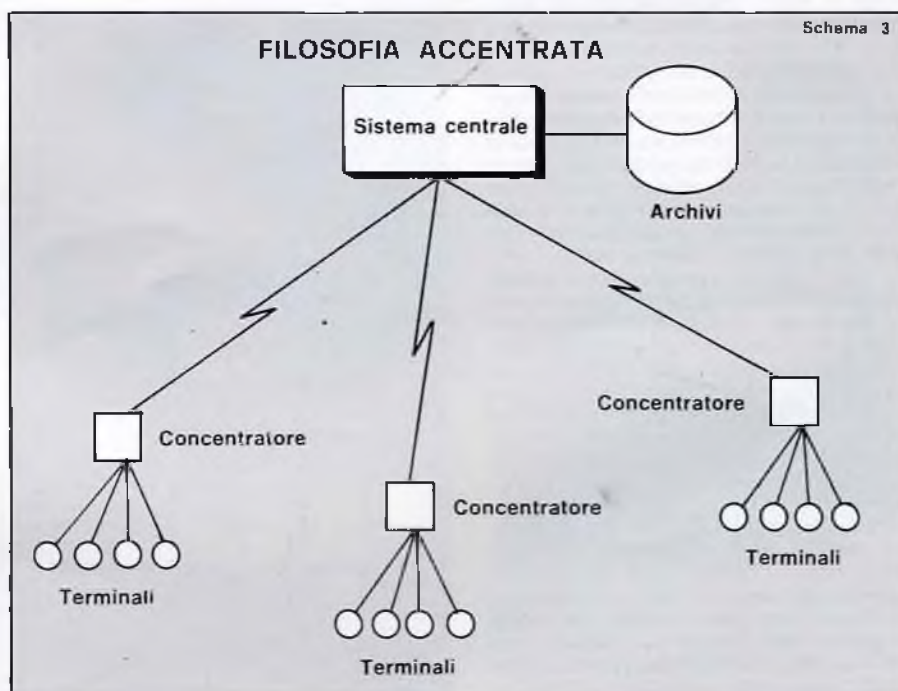 Schema 3
FILOSOFIA ACCENTRATA
Sistema centrale
Archivi
Concentratore
Concentratore
Concentratore
Terminali
Terminali
Terminali